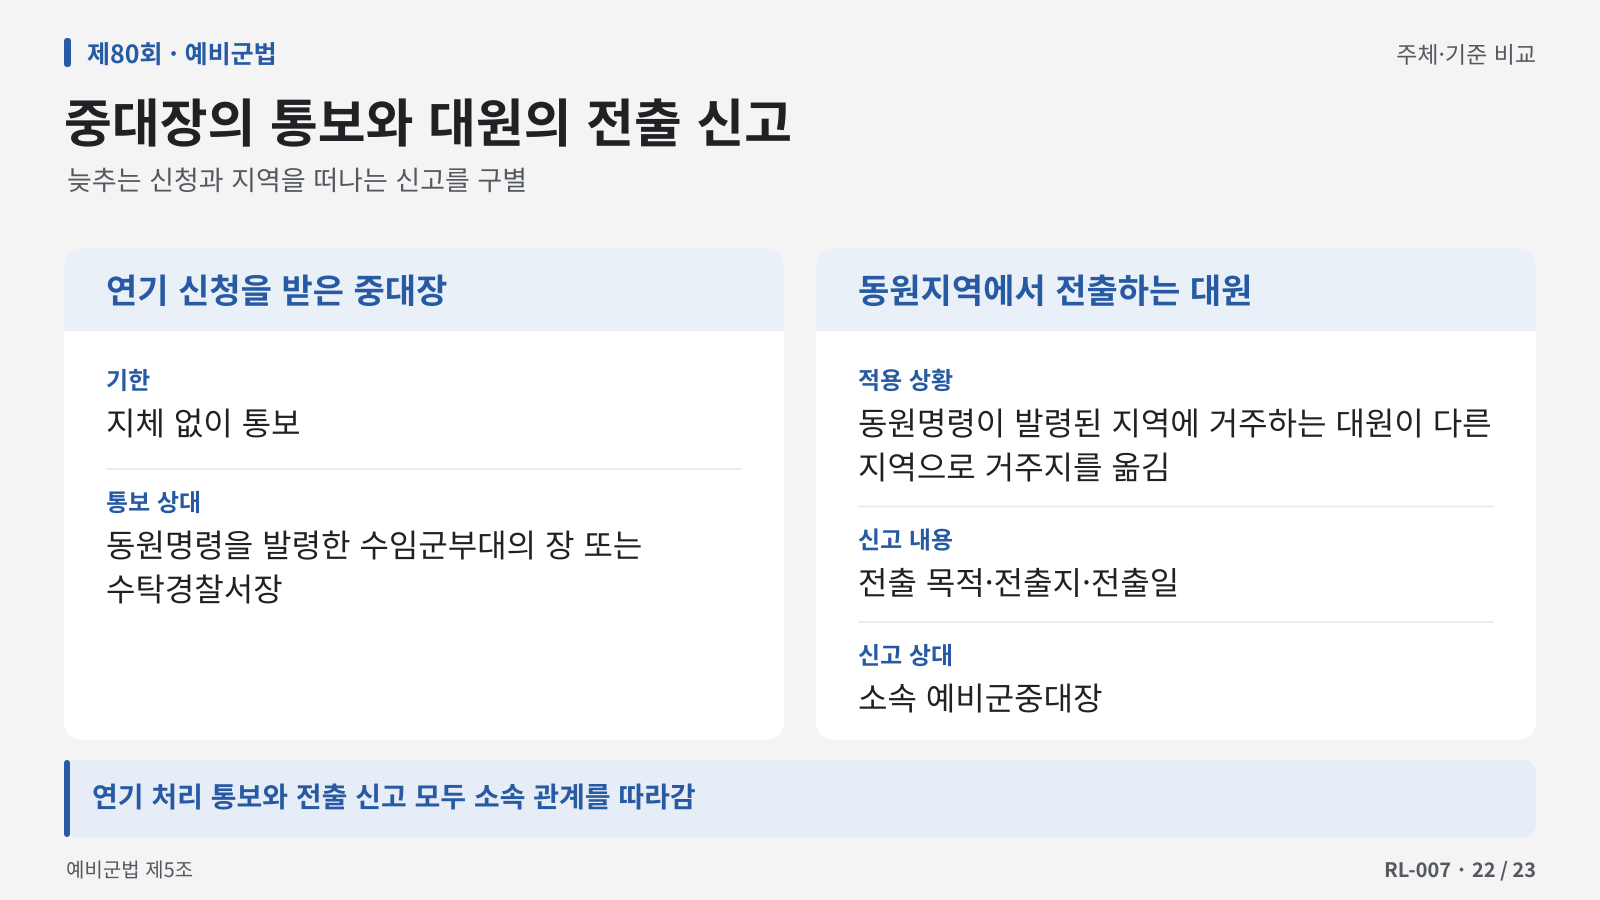 제80회 · 예비군법
주체·기준 비교
중대장의 통보와 대원의 전출 신고
늦추는 신청과 지역을 떠나는 신고를 구별
연기 신청을 받은 중대장
기한
지체 없이 통보
통보 상대
동원명령을 발령한 수임군부대의 장 또는
수탁경찰서장
동원지역에서 전출하는 대원
적용 상황
동원명령이 발령된 지역에 거주하는 대원이 다른
지역으로 거주지를 옮김
신고 내용
전출 목적·전출지·전출일
신고 상대
소속 예비군중대장
연기 처리 통보와 전출 신고 모두 소속 관계를 따라감
예비군법 제5조
RL-007 · 22 / 23